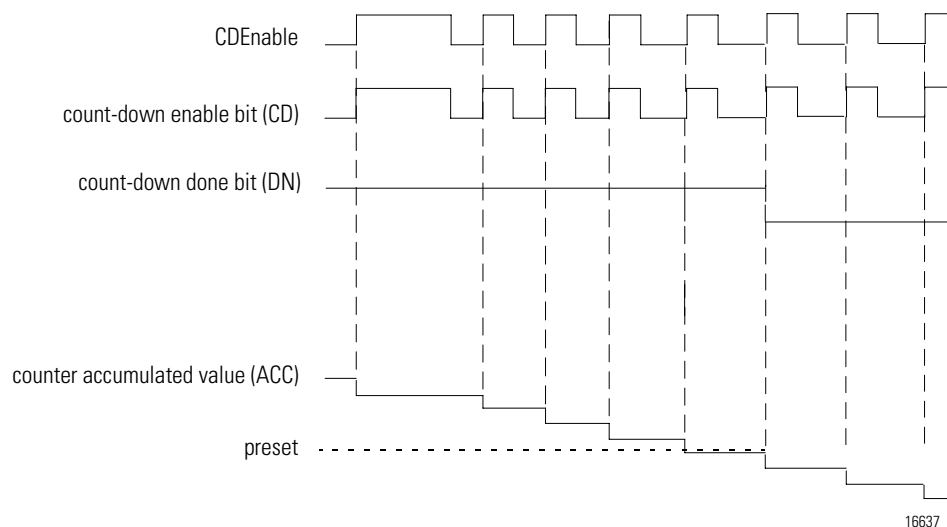 CDEnable
count-down enable bit (CD)
count-down done bit (DN)
counter accumulated value (ACC)
preset
16637